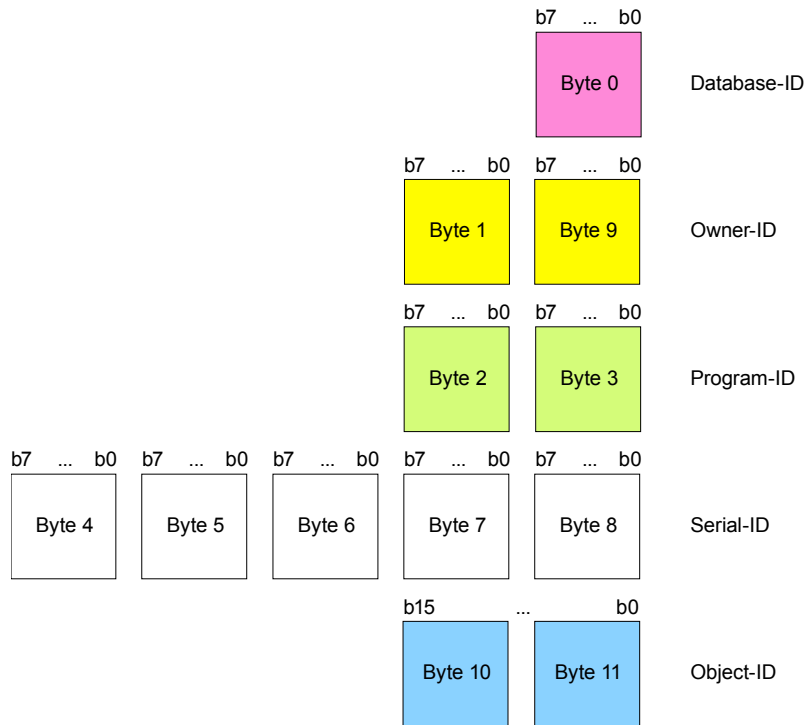 b7 ... b0
Byte 0 Database-ID
b7 ... b0 b7 ... b0
Byte 1 Byte 9 Owner-ID
b7 ... b0 b7 ... b0
Byte 2 Byte 3 Program-ID
b7 ... b0 b7 ... b0 b7 ... b0 b7 ... b0 b7 ... b0
Byte 4 Byte 5 Byte 6 Byte 7 Byte 8 Serial-ID
b15 ... b0
Byte 10 Byte 11 Object-ID